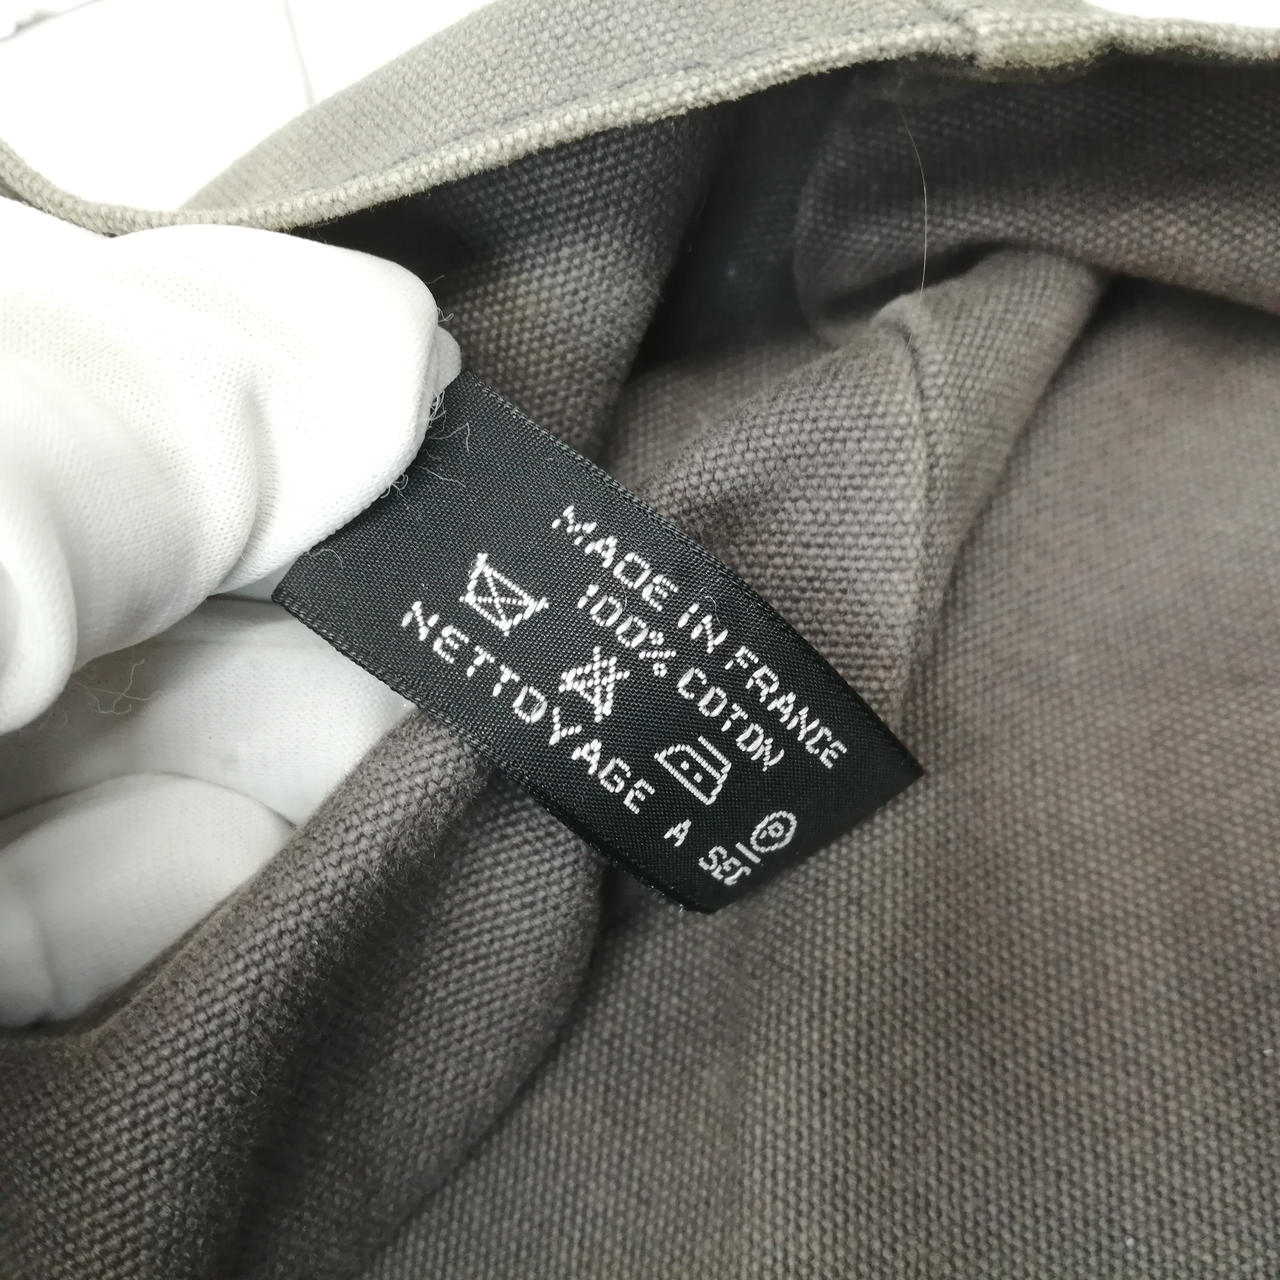 MADE IN FRANCE
100% COTON
P
NETTOYAGE A SEC